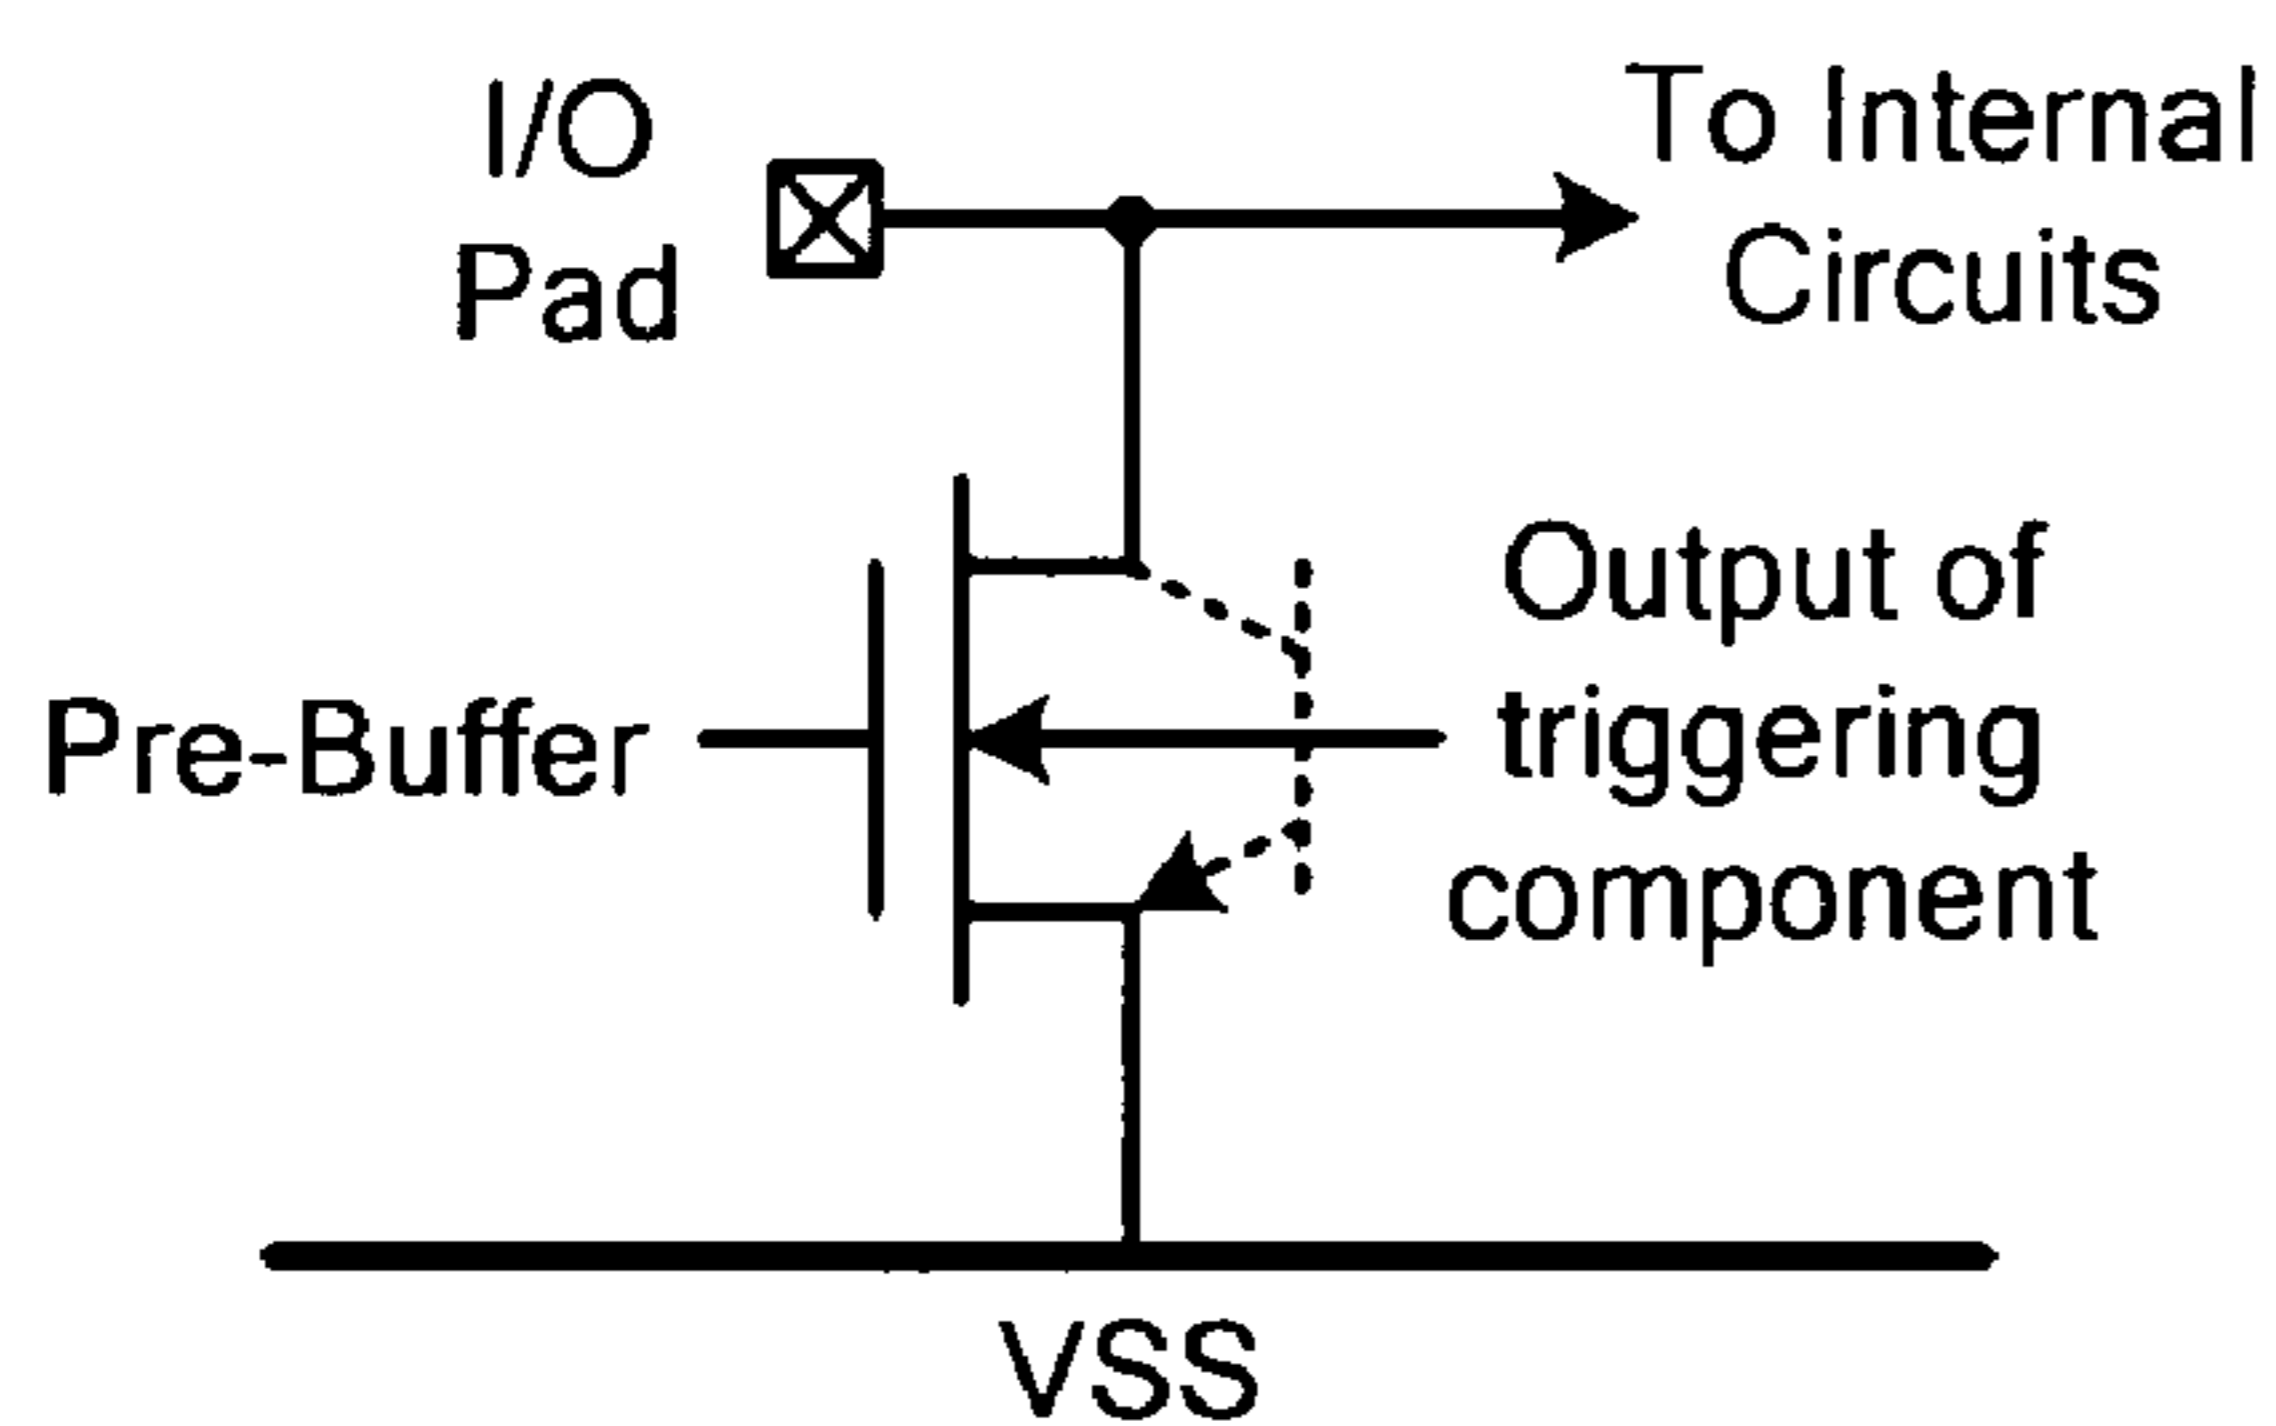 I/O
Pad
To Internal
Circuits
Pre-Buffer
Output of
triggering
component
VSS